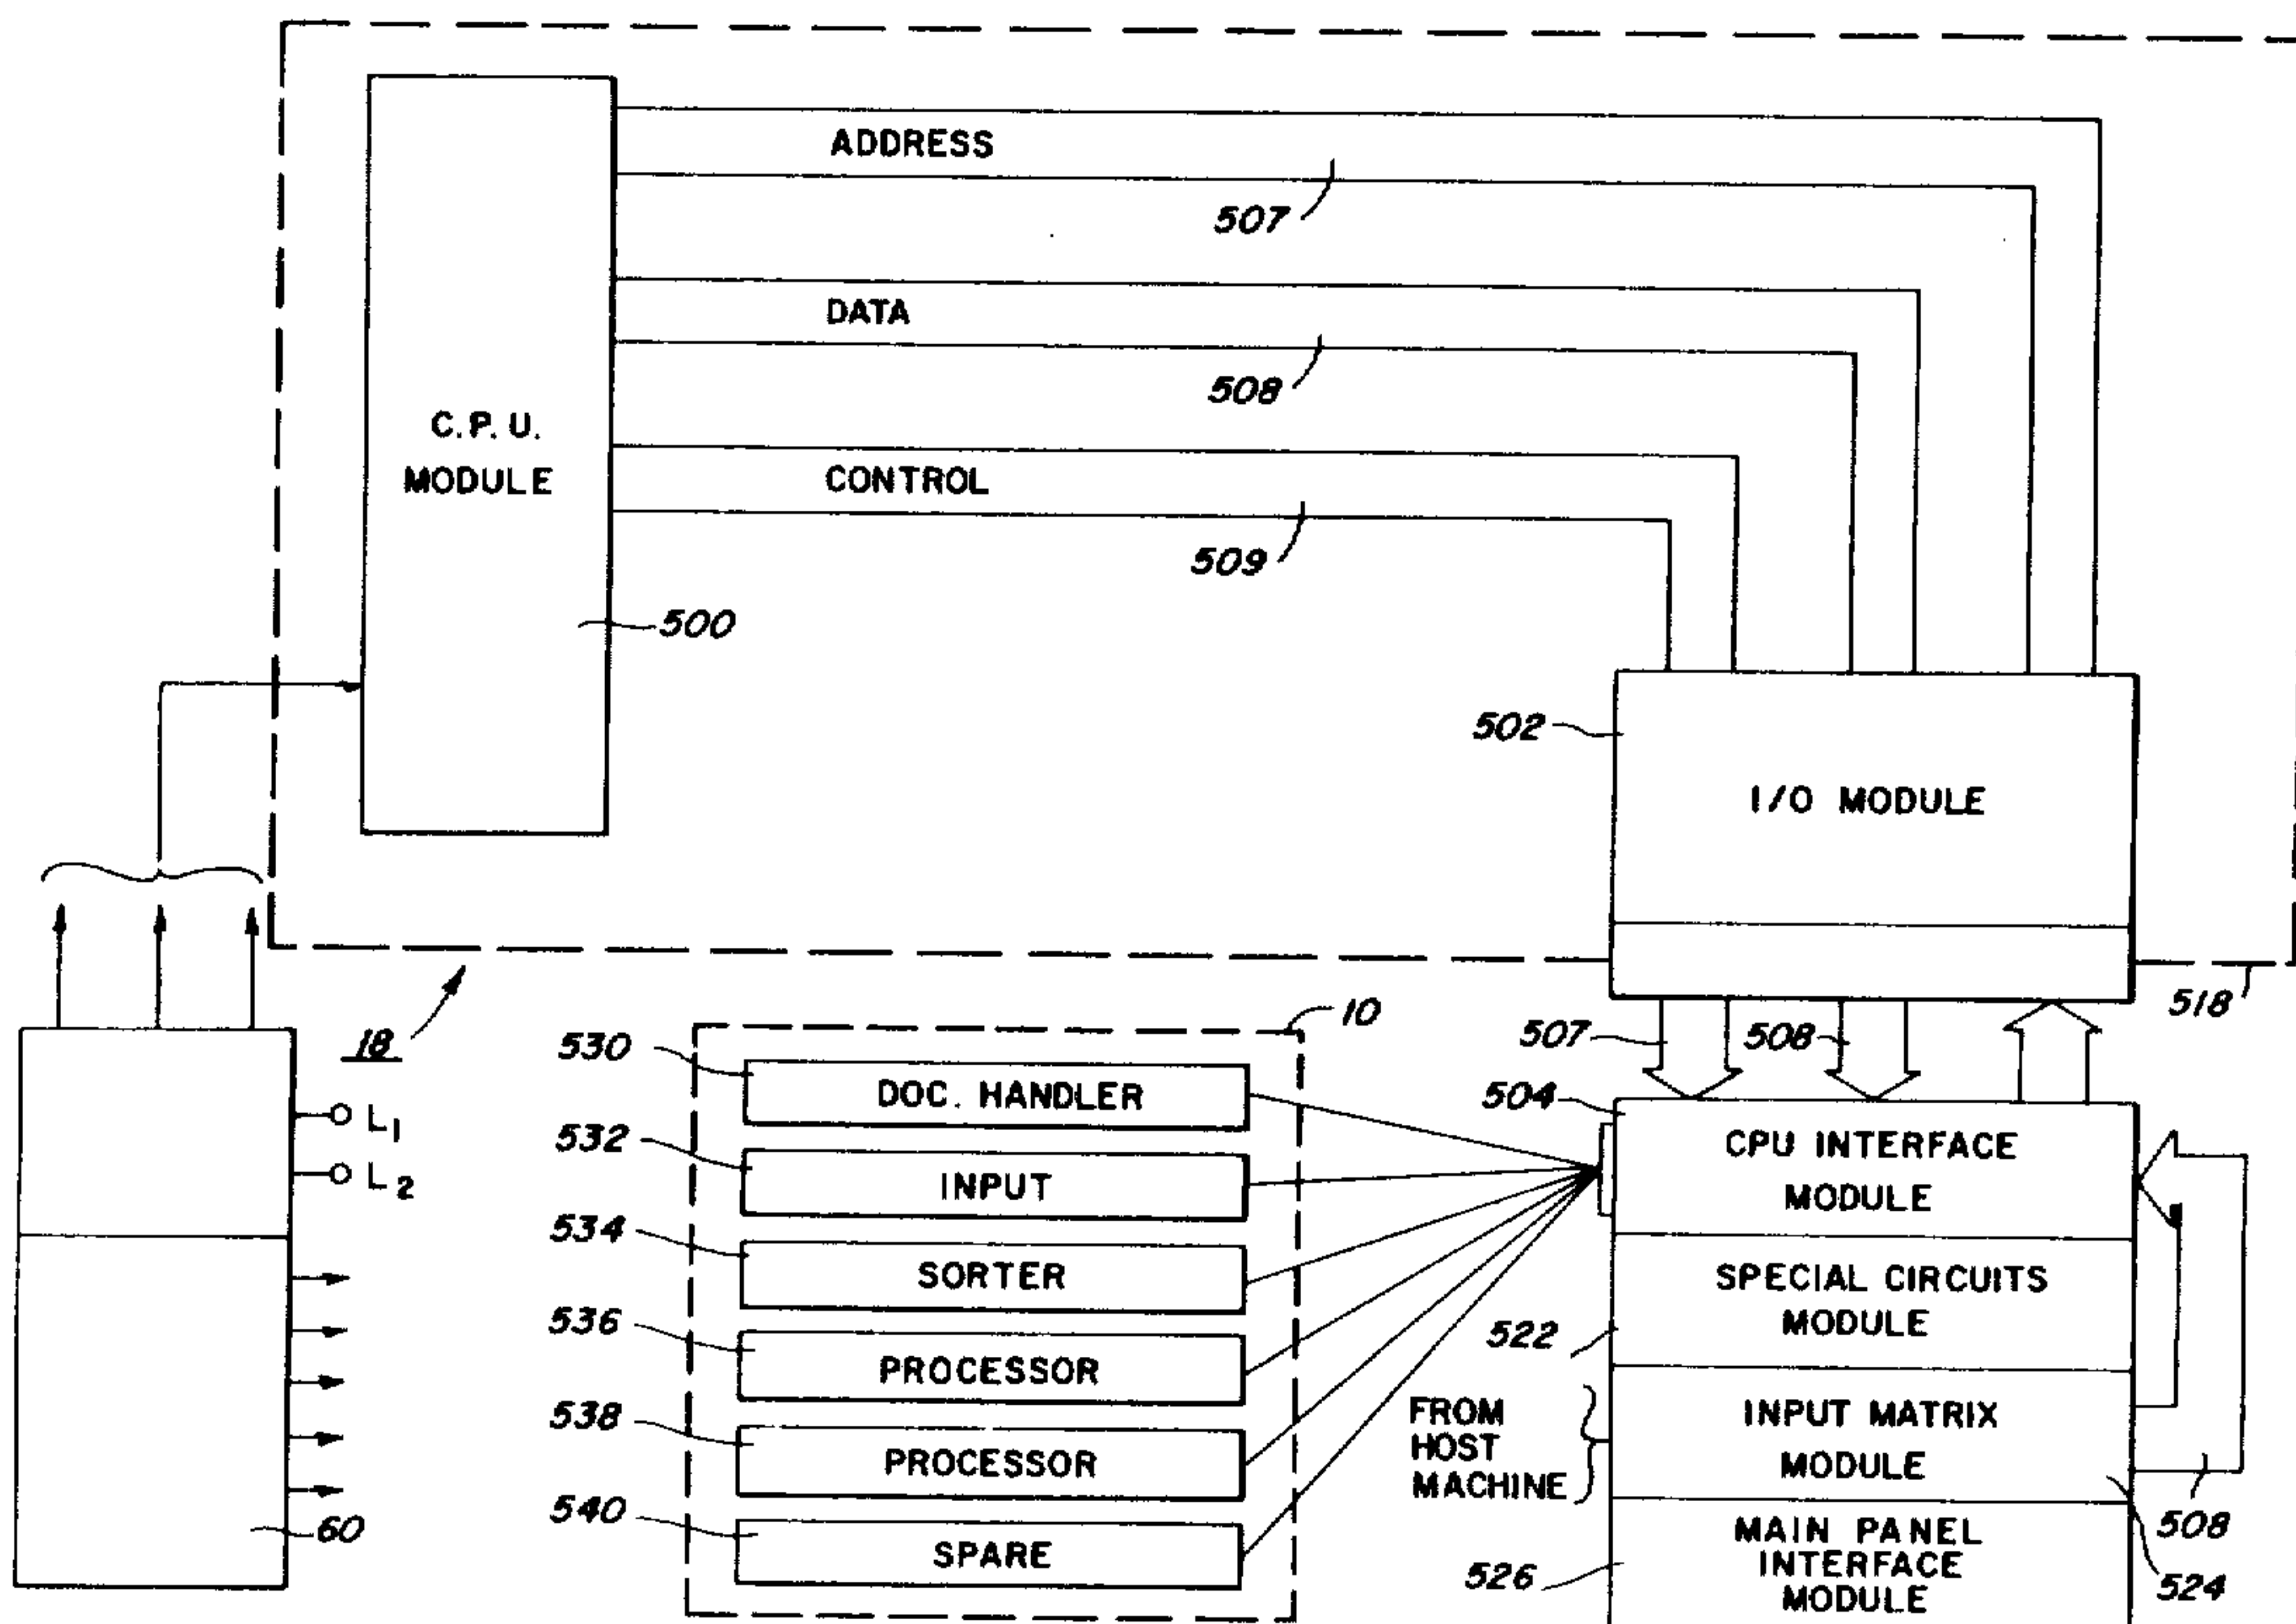 ADDRESS
507
DATA
508
C.P.U.
MODULE
CONTROL
509
500
502
I/O MODULE
518
18
10
507
508
530
DOC. HANDLER
504
CPU INTERFACE
MODULE
L1
L2
532
INPUT
534
SORTER
SPECIAL CIRCUITS
MODULE
522
536
PROCESSOR
538
PROCESSOR
FROM
HOST
MACHINE
INPUT MATRIX
MODULE
508
540
SPARE
60
MAIN PANEL
INTERFACE
MODULE
526
524